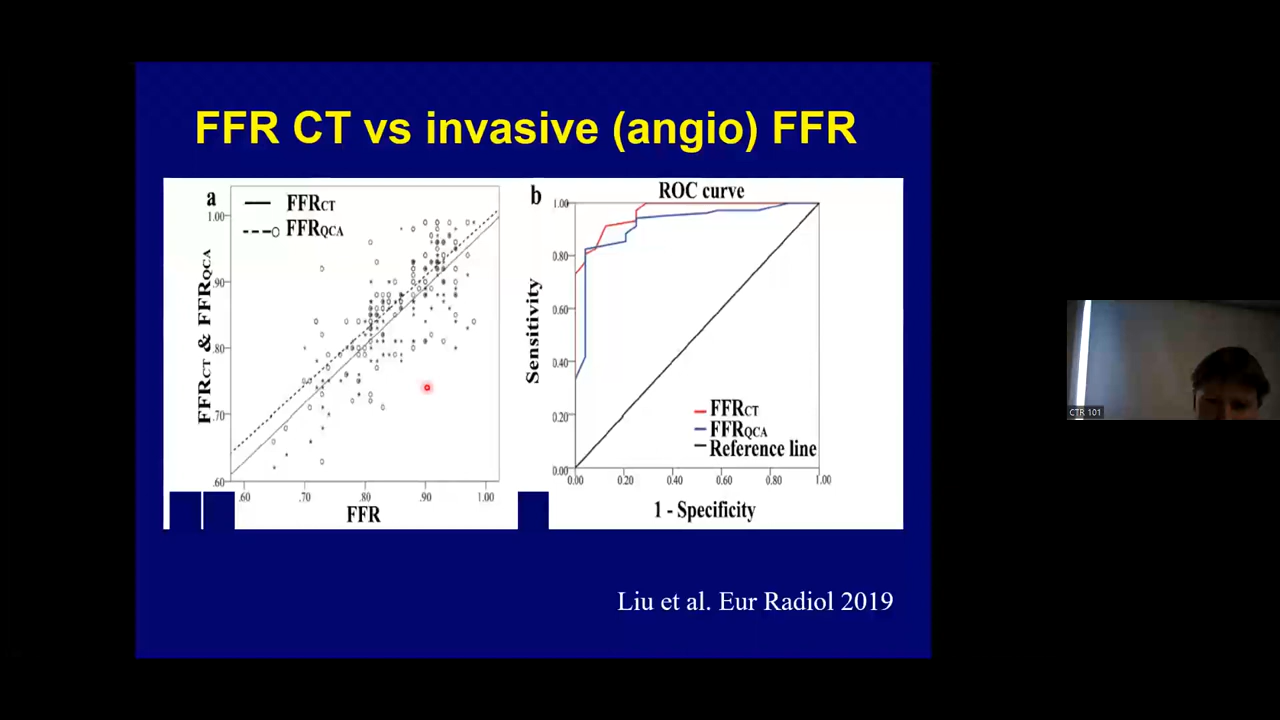 FFR CT vs invasive (angio) FFR
a
FFRCT
FFRQCA
FFRCT & FFRQCA
1.00
.90
.80
.70
.60
.60
.70
.80
.90
1.00
FFR
b
ROC curve
Sensitivity
1.00
0.80
0.60
0.40
0.20
0.00
FFRCT
FFRQCA
Reference line
0.00
0.20
0.40
0.60
0.80
1.00
1 - Specificity
Liu et al. Eur Radiol 2019
CTR 101